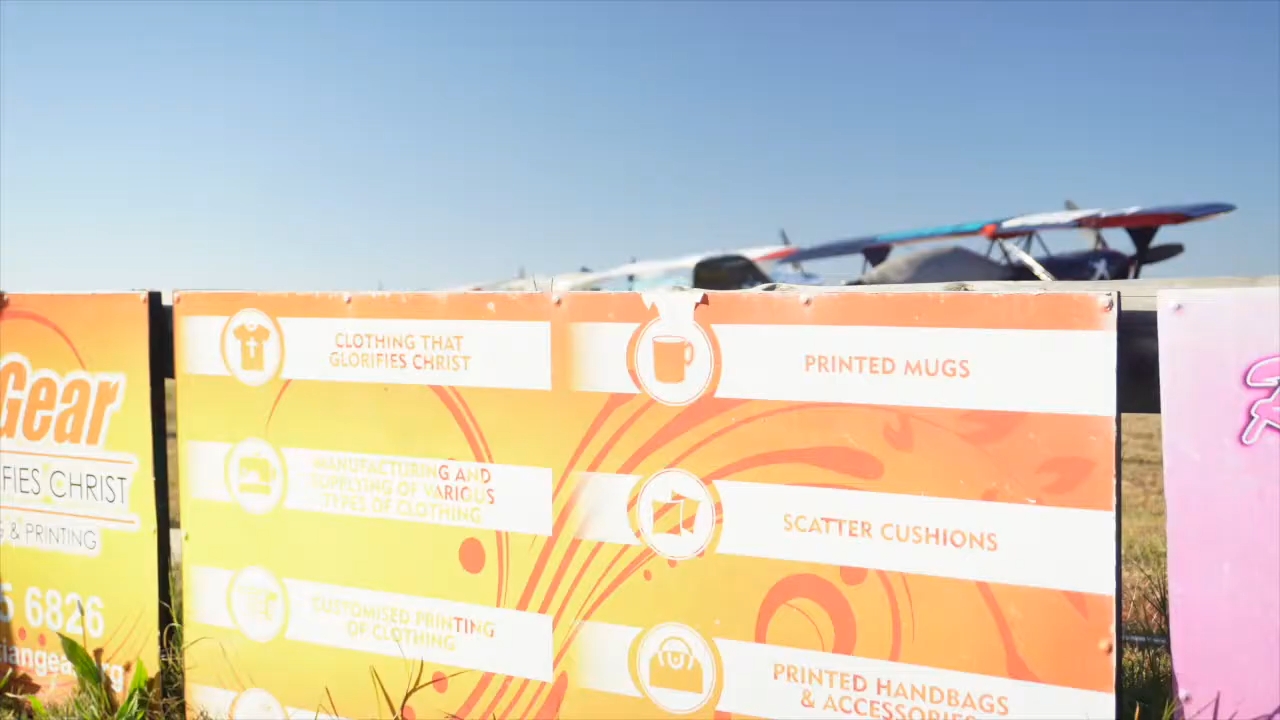 Gear
FIES CHRIST
& PRINTING
6826
CLOTHING THAT
GLORIFIES CHRIST
MANUFACTURING AND
SUPPLYING OF VARIOUS
TYPES OF CLOTHING
CUSTOMISED PRINTING
OF CLOTHING
PRINTED MUGS
SCATTER CUSHIONS
PRINTED HANDBAGS
& ACCESSORIES